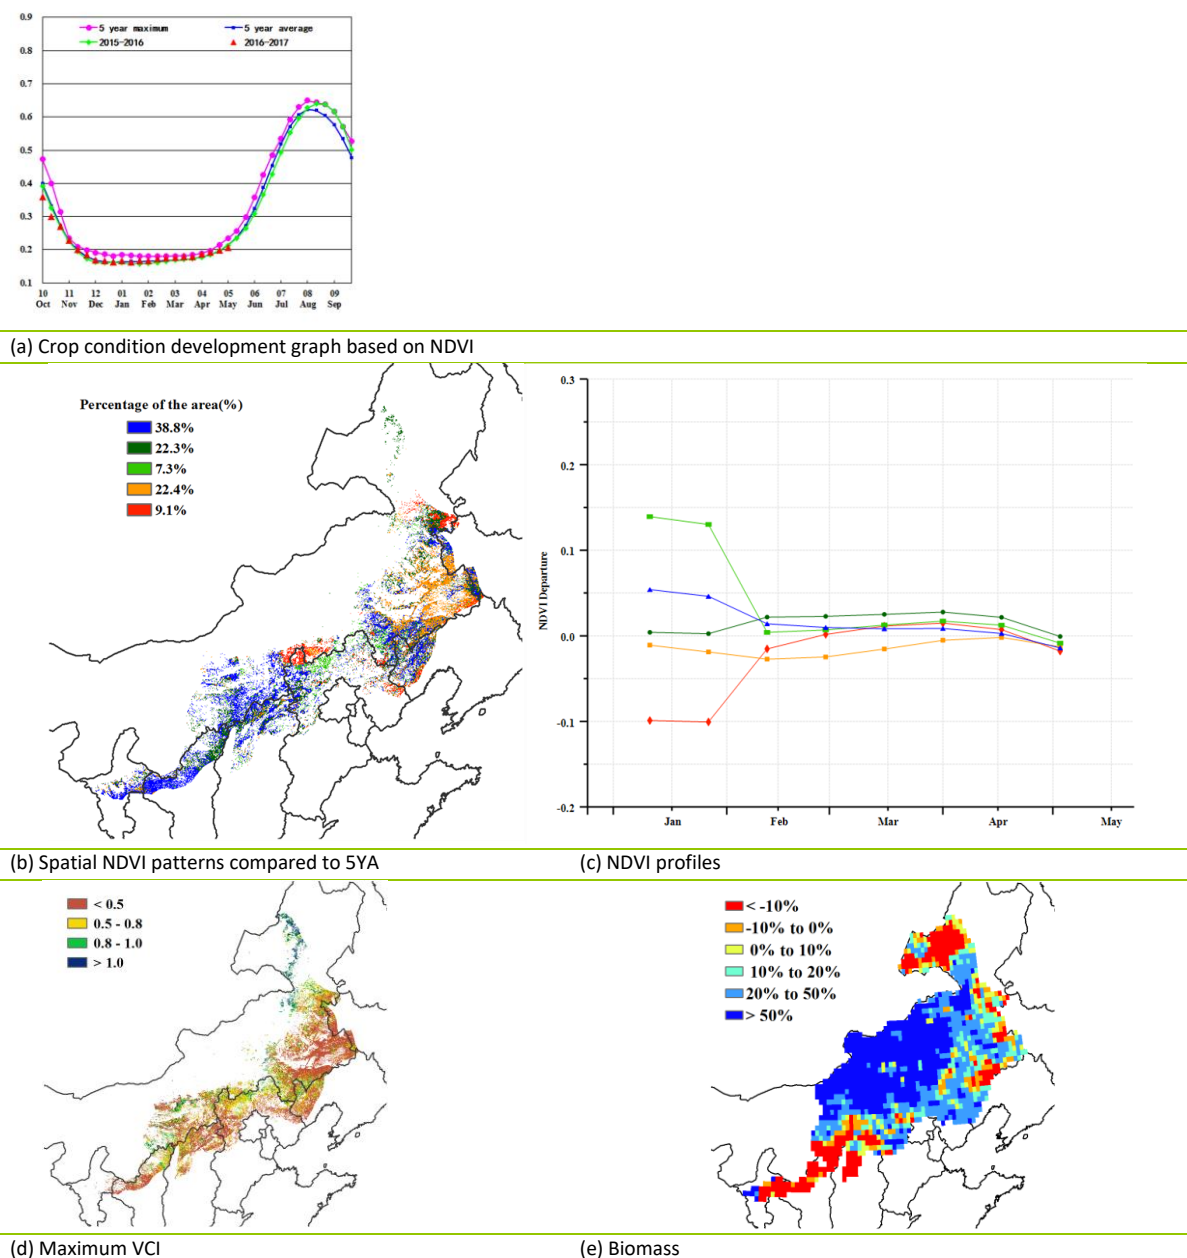 0.9
0.8
0.7
0.6
0.5
0.4
0.3
0.2
0.1
5 year maximum
5 year average
2015-2016
2016-2017
10 11 12 01 02 03 04 05 06 07 08 09
Oct Nov Dec Jan Feb Mar Apr May Jun Jul Aug Sep
(a) Crop condition development graph based on NDVI
Percentage of the area(%)
38.8%
22.3%
7.3%
22.4%
9.1%
0.3
0.2
0.1
0.0
-0.1
-0.2
NDVI Departure
Jan Feb Mar Apr May
(b) Spatial NDVI patterns compared to 5YA
(c) NDVI profiles
< 0.5
0.5 - 0.8
0.8 - 1.0
> 1.0
< -10%
-10% to 0%
0% to 10%
10% to 20%
20% to 50%
> 50%
(d) Maximum VCI
(e) Biomass